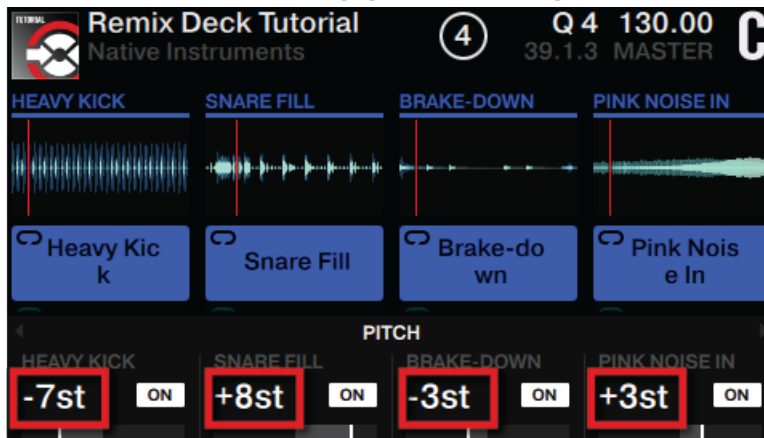 TUTORIAL
Remix Deck Tutorial
Native Instruments
4
Q 4 130.00
39.1.3 MASTER
C
HEAVY KICK SNARE FILL BRAKE-DOWN PINK NOISE IN
Heavy Kic
k
Snare Fill
Brake-do
wn
Pink Nois
e In
PITCH
HEAVY KICK SNARE FILL BRAKE-DOWN PINK NOISE IN
-7st ON +8st ON -3st ON +3st ON